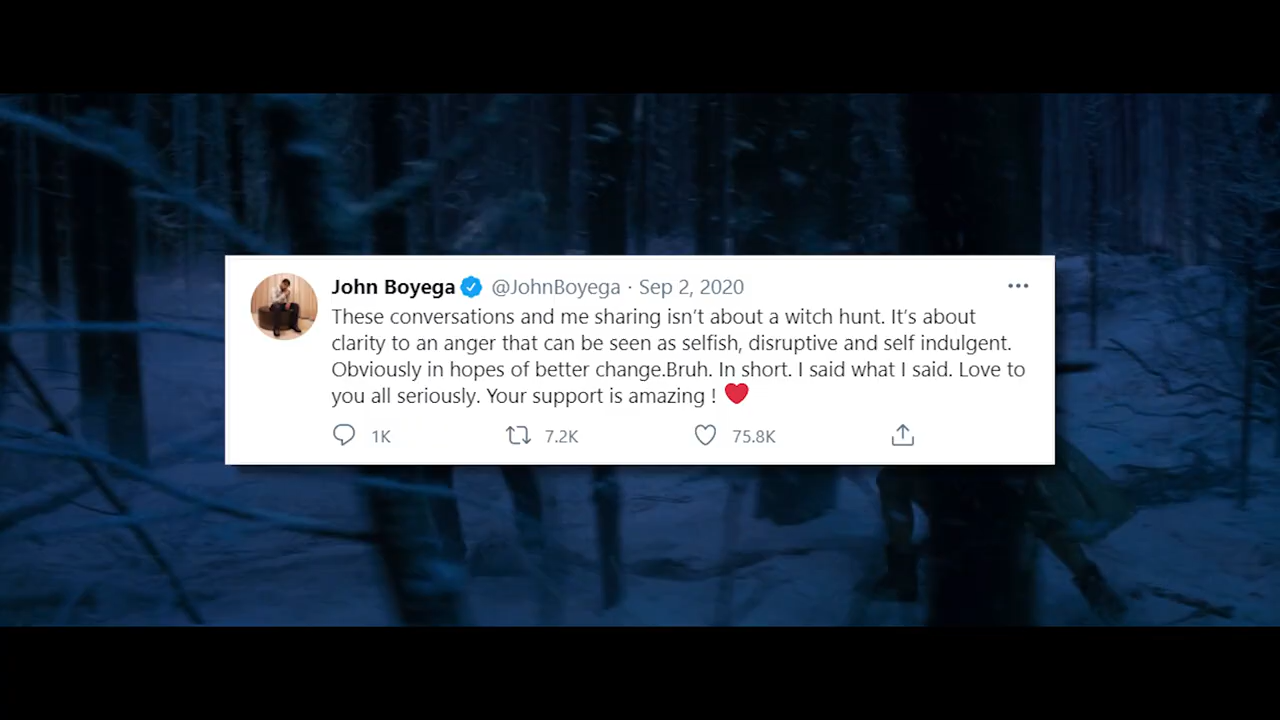 John Boyega @JohnBoyega · Sep 2, 2020
These conversations and me sharing isn’t about a witch hunt. It’s about
clarity to an anger that can be seen as selfish, disruptive and self indulgent.
Obviously in hopes of better change.Bruh. In short. I said what I said. Love to
you all seriously. Your support is amazing ! ❤️
1K 7.2K 75.8K